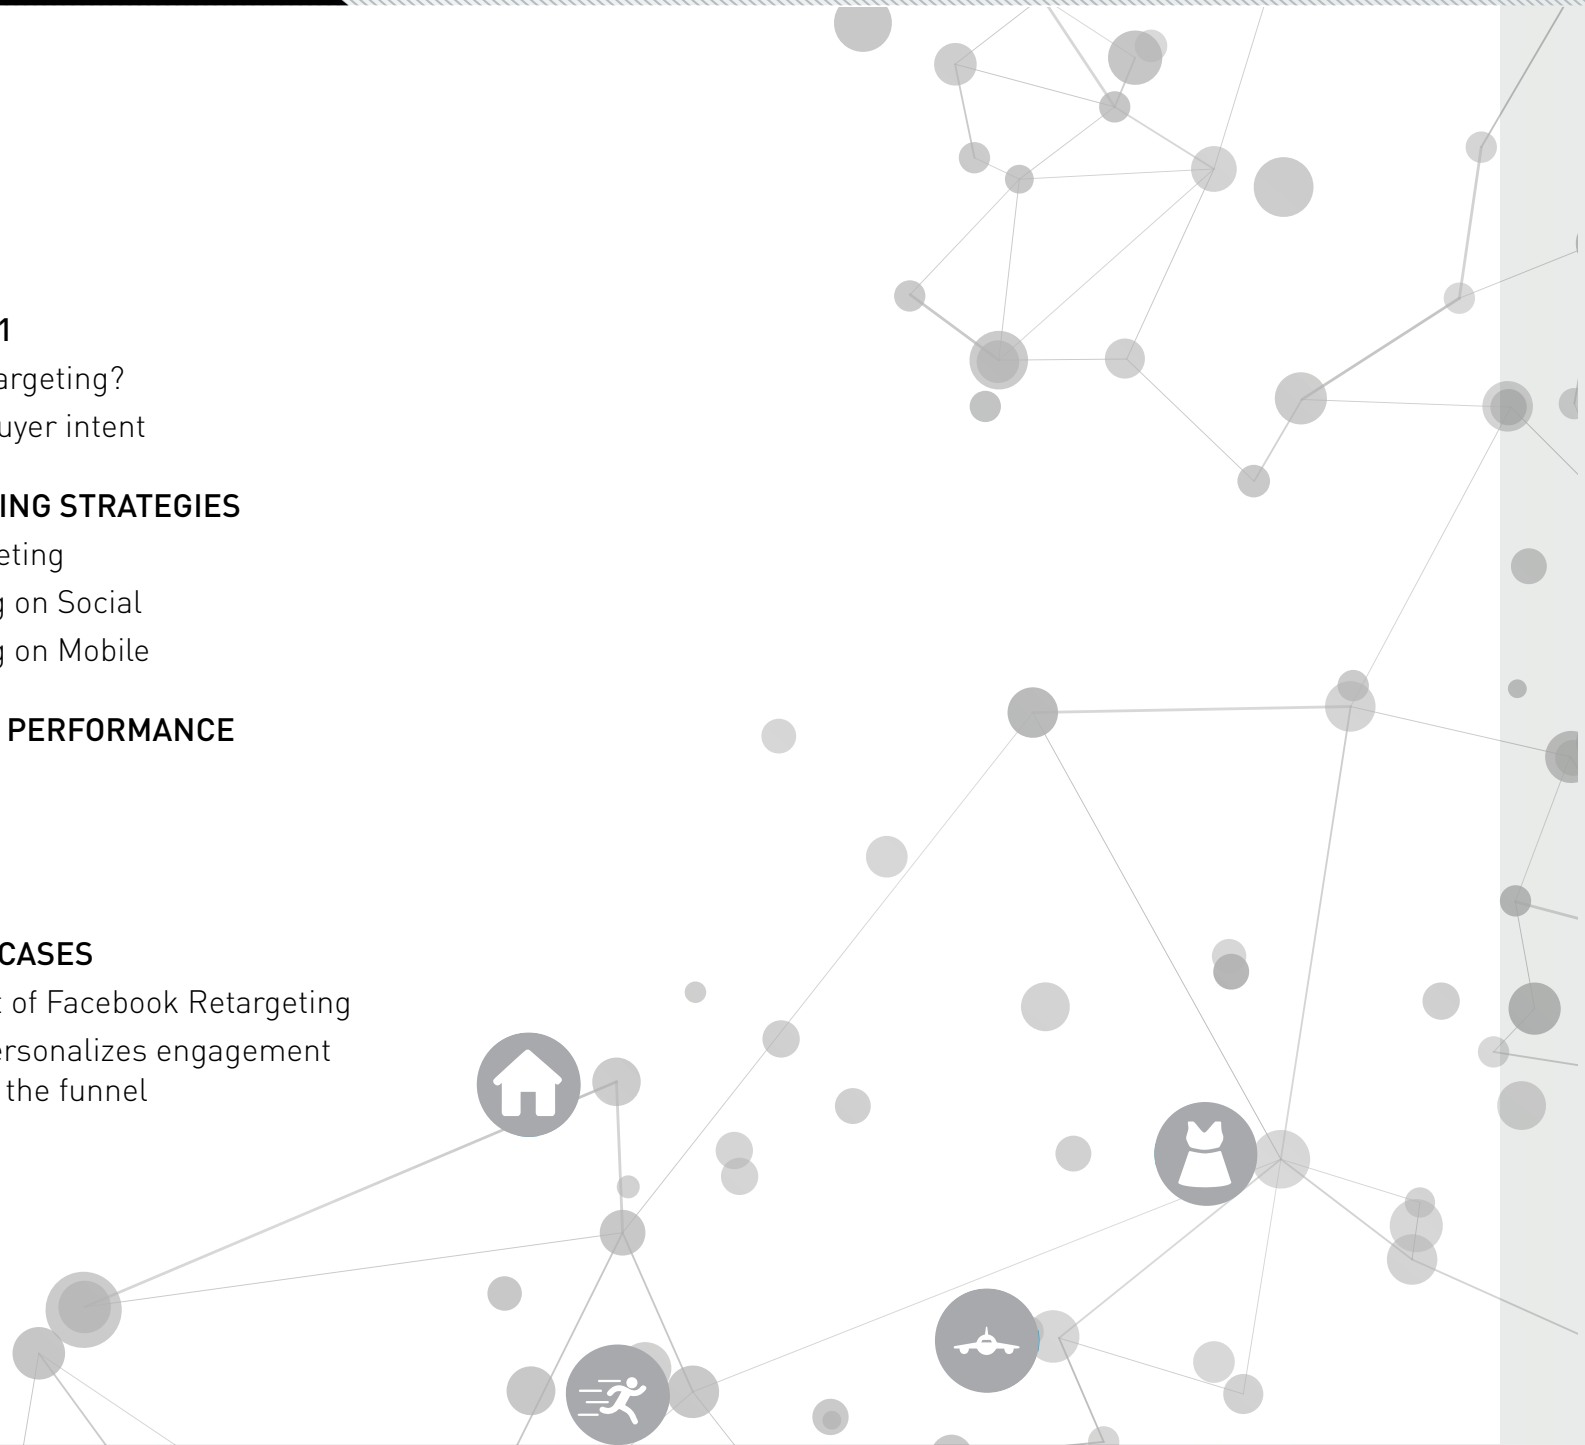 1
argeting?
uyer intent
ING STRATEGIES
eting
g on Social
g on Mobile
PERFORMANCE
CASES
t of Facebook Retargeting
ersonalizes engagement
the funnel